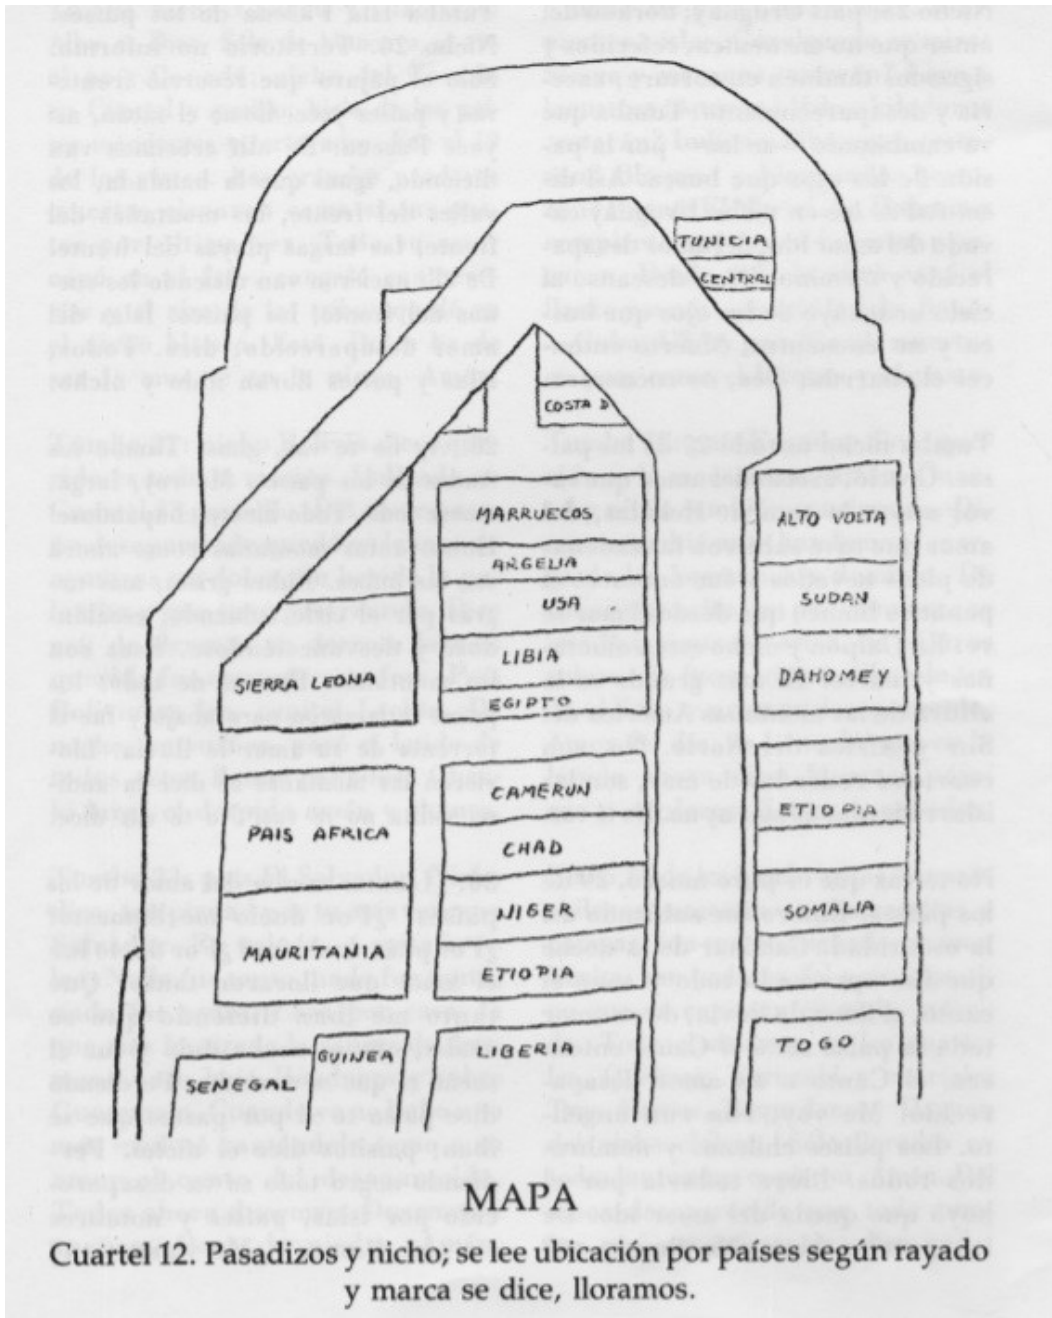 TUNICIA
CENTRAL
COSTA D
MARRUECOS
ALTO VOLTA
ARGELIA
USA
SUDAN
LIBIA
SIERRA LEONA
DAHOMEY
EGIPTO
CAMERUN
ETIOPIA
PAIS AFRICA
CHAD
NIGER
SOMALIA
MAURITANIA
ETIOPIA
GUINEA
LIBERIA
TOGO
SENEGAL
MAPA
Cuartel 12. Pasadizos y nicho; se lee ubicación por países según rayado
y marca se dice, lloramos.